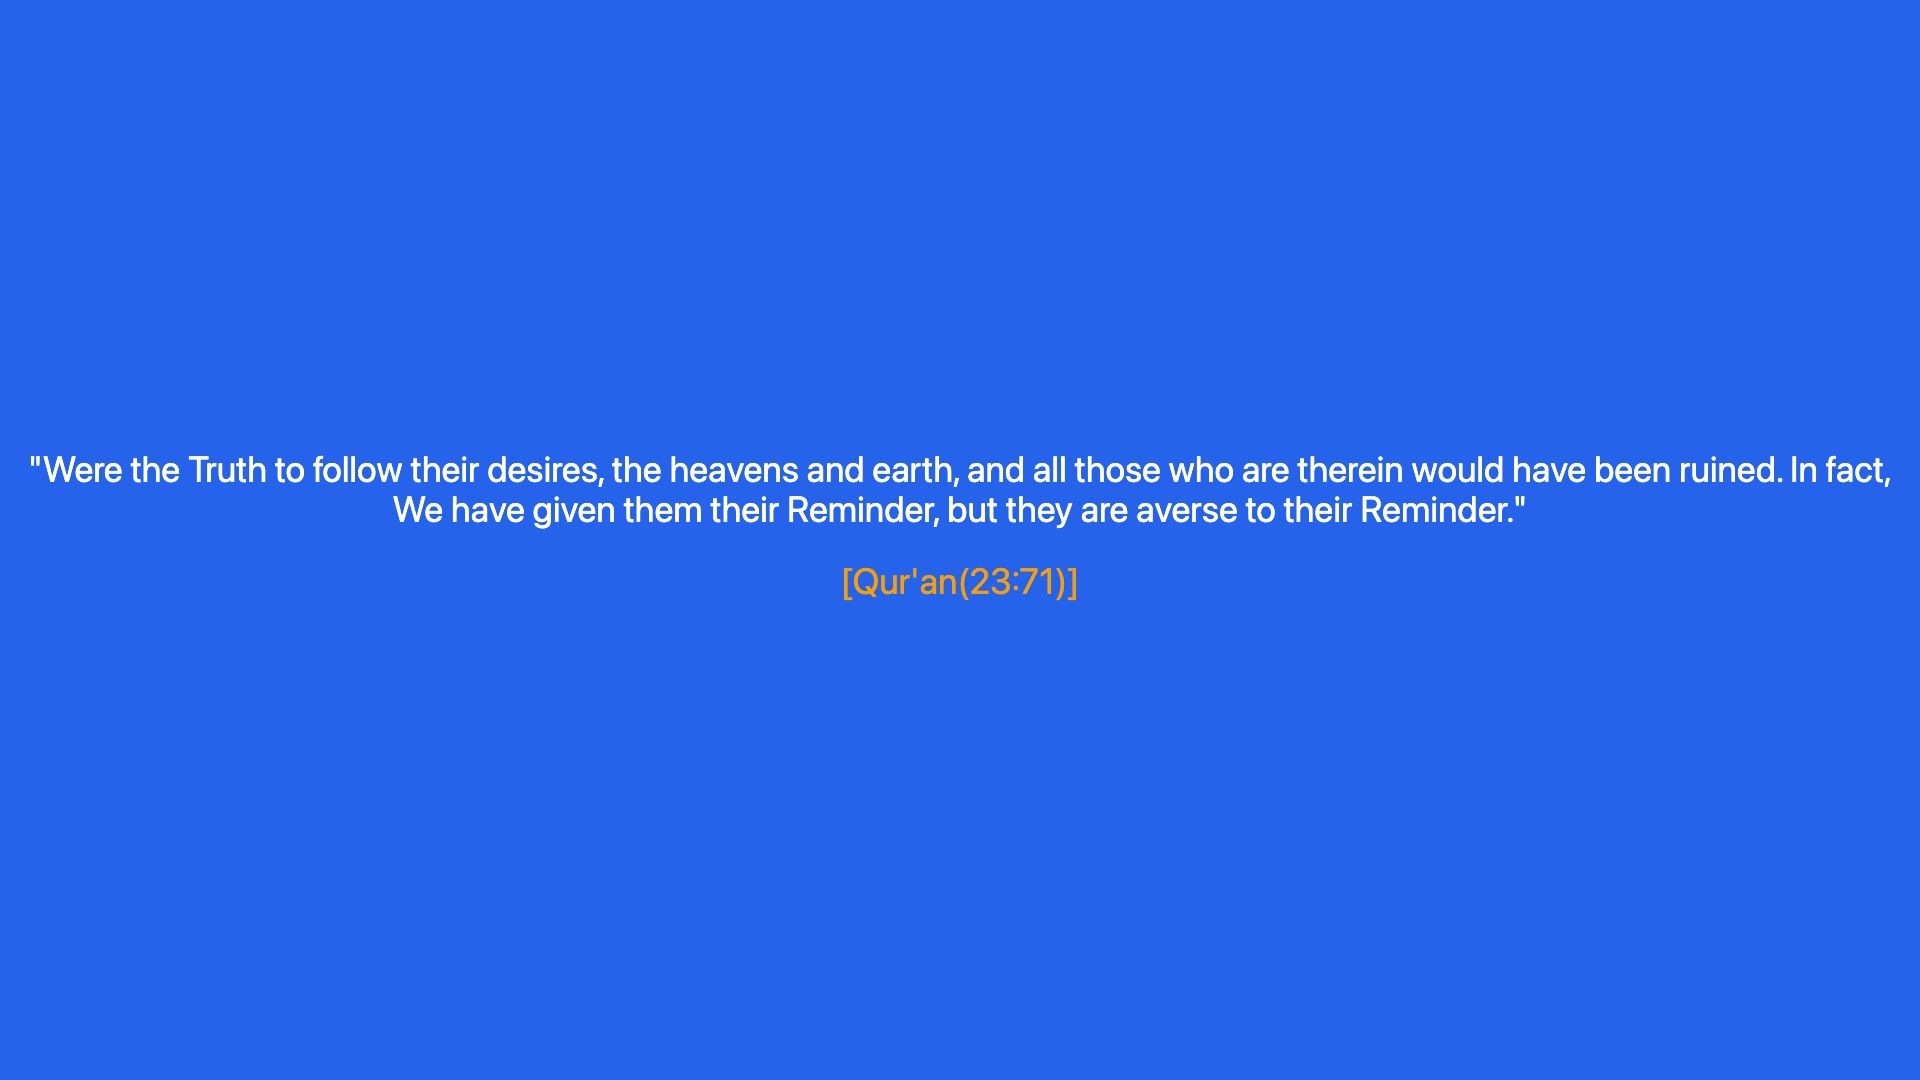 "Were the Truth to follow their desires, the heavens and earth, and all those who are therein would have been ruined. In fact,
We have given them their Reminder, but they are averse to their Reminder."
[Qur'an(23:71)]